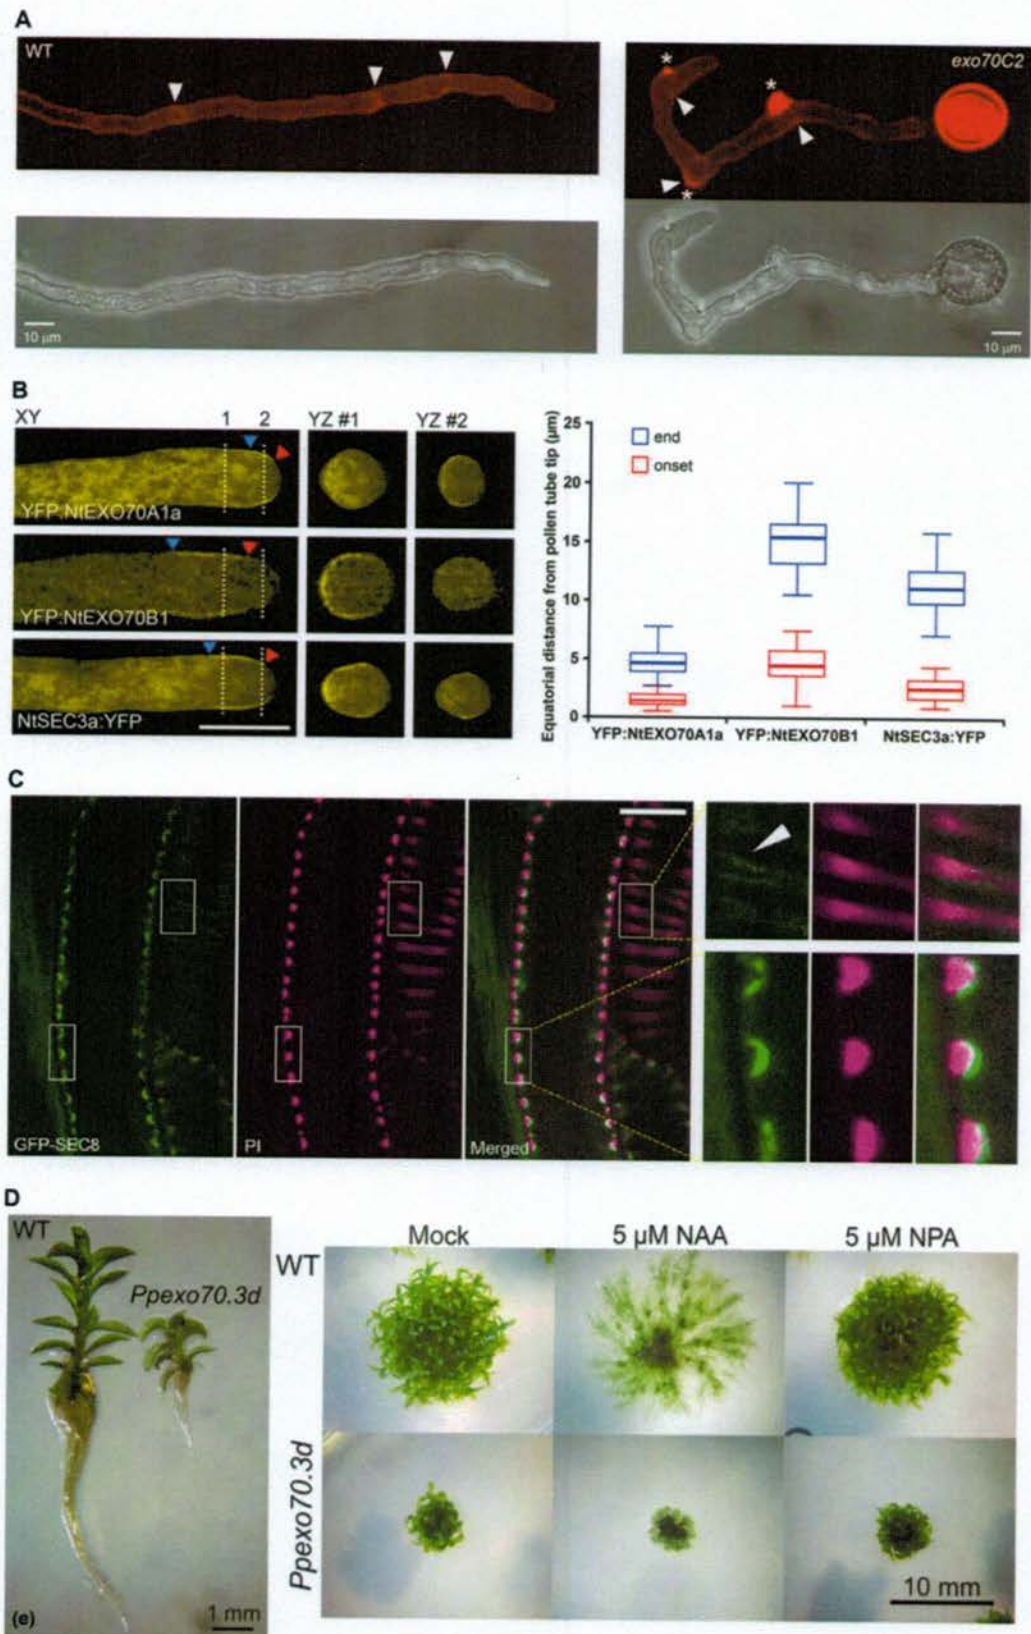 A
WT
exo70C2
*
*
*
10 µm
10 µm
B
XY
1
2
YZ #1
YZ #2
YFP:NtEXO70A1a
YFP:NtEXO70B1
NtSEC3a:YFP
Equatorial distance from pollen tube tip (µm)
25
20
15
10
5
0
end
onset
YFP:NtEXO70A1a
YFP:NtEXO70B1
NtSEC3a:YFP
C
GFP-SEC8
PI
Merged
D
WT
Ppexo70.3d
(e)
1 mm
Mock
5 µM NAA
5 µM NPA
WT
Ppexo70.3d
10 mm